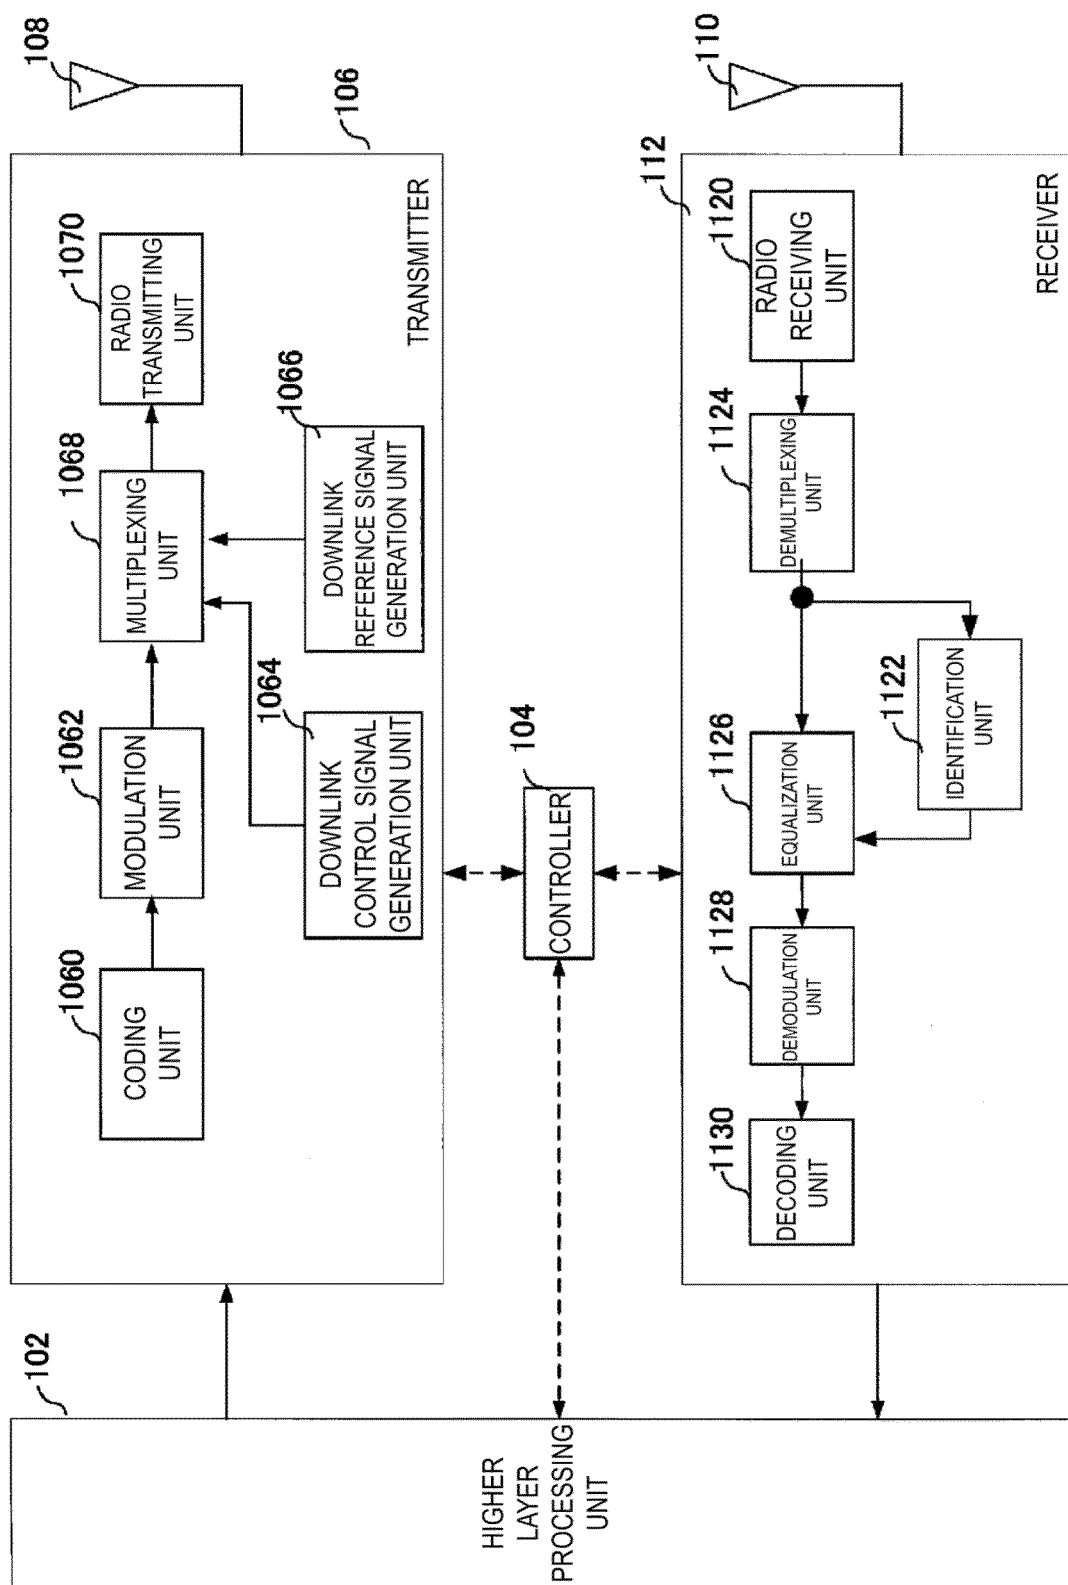 102
HIGHER
LAYER
PROCESSING
UNIT
106
TRANSMITTER
108
1060
CODING
UNIT
1062
MODULATION
UNIT
1068
MULTIPLEXING
UNIT
1070
RADIO
TRANSMITTING
UNIT
1064
DOWNLINK
CONTROL SIGNAL
GENERATION UNIT
1066
DOWNLINK
REFERENCE SIGNAL
GENERATION UNIT
104
CONTROLLER
112
RECEIVER
110
1130
DECODING
UNIT
1128
DEMODULATION
UNIT
1126
EQUALIZATION
UNIT
1124
DEMULTIPLEXING
UNIT
1120
RADIO
RECEIVING
UNIT
1122
IDENTIFICATION
UNIT